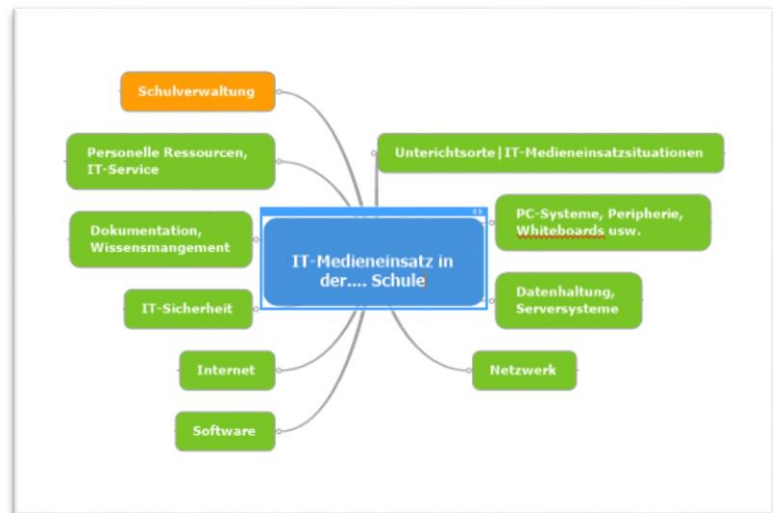 Schulverwaltung
Personelle Ressourcen,
IT-Service
Dokumentation,
Wissensmangement
IT-Sicherheit
Internet
Software
IT-Medieneinsatz in
der.... Schule
Unterichtsorte|IT-Medieneinsatzsituationen
PC-Systeme, Peripherie,
Whiteboards usw.
Datenhaltung,
Serversysteme
Netzwerk